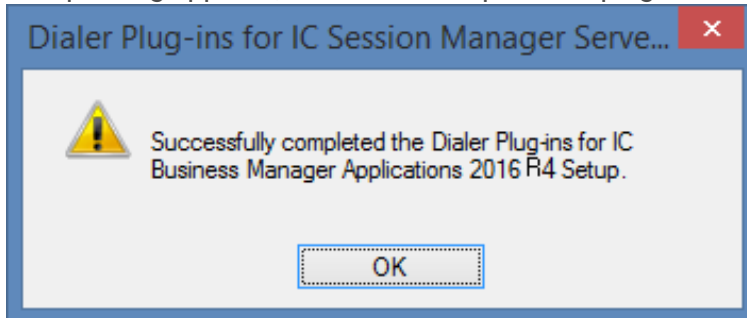 Dialer Plug-ins for IC Session Manager Serve...
Successfully completed the Dialer Plug-ins for IC
Business Manager Applications 2016 R4 Setup.
OK